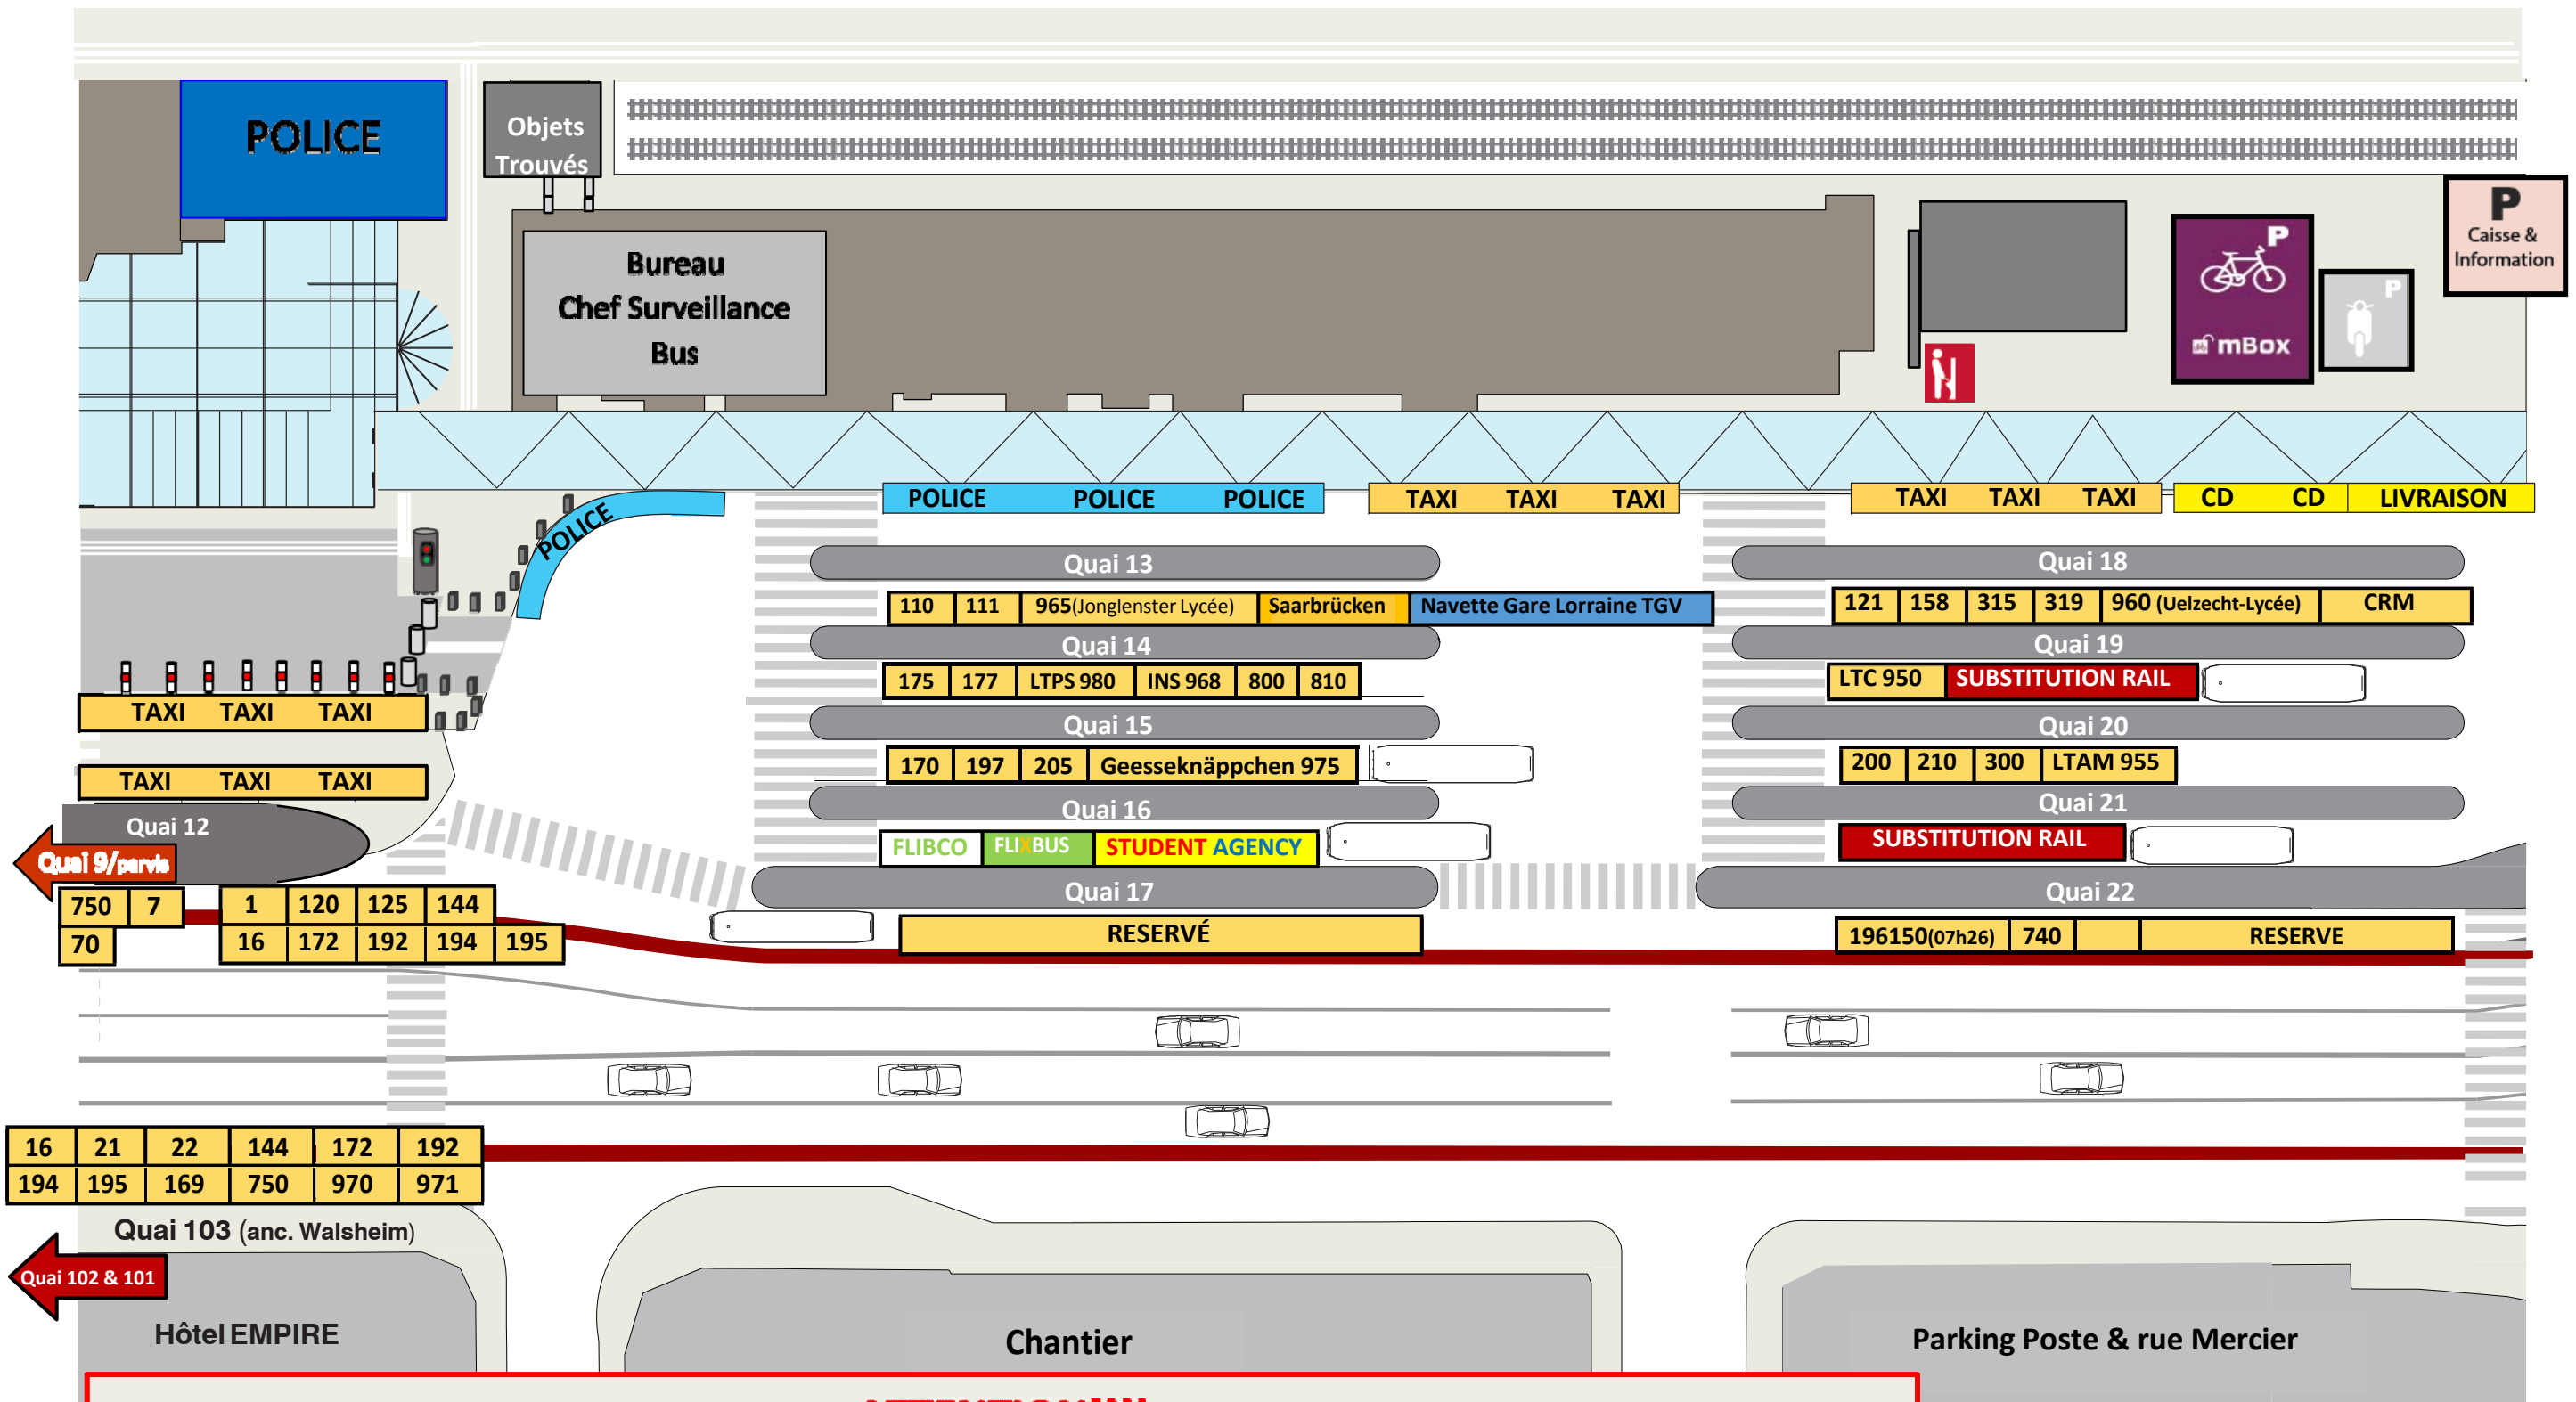 POLICE
Objets
Trouvés
P
Caisse &
Information
Bureau
Chef Surveillance
Bus
P
mBox
P
POLICE
POLICE POLICE POLICE
TAXI TAXI TAXI
TAXI TAXI TAXI
CD CD LIVRAISON
Quai 13
110 111 965(Jonglenster Lycée) Saarbrücken Navette Gare Lorraine TGV
Quai 14
175 177 LTPS 980 INS 968 800 810
Quai 15
170 197 205 Geesseknäppchen 975
Quai 16
FLIBCO FLIXBUS STUDENT AGENCY
Quai 17
RESERVÉ
Quai 18
121 158 315 319 960 (Uelzecht-Lycée) CRM
Quai 19
LTC 950 SUBSTITUTION RAIL
Quai 20
200 210 300 LTAM 955
Quai 21
SUBSTITUTION RAIL
Quai 22
196150(07h26) 740 RESERVE
TAXI TAXI TAXI
TAXI TAXI TAXI
Quai 12
Quai 9/parvis
750 7
70
1 120 125 144
16 172 192 194 195
16 21 22 144 172 192
194 195 169 750 970 971
Quai 103 (anc. Walsheim)
Quai 102 & 101
Hôtel EMPIRE
Chantier
Parking Poste & rue Mercier